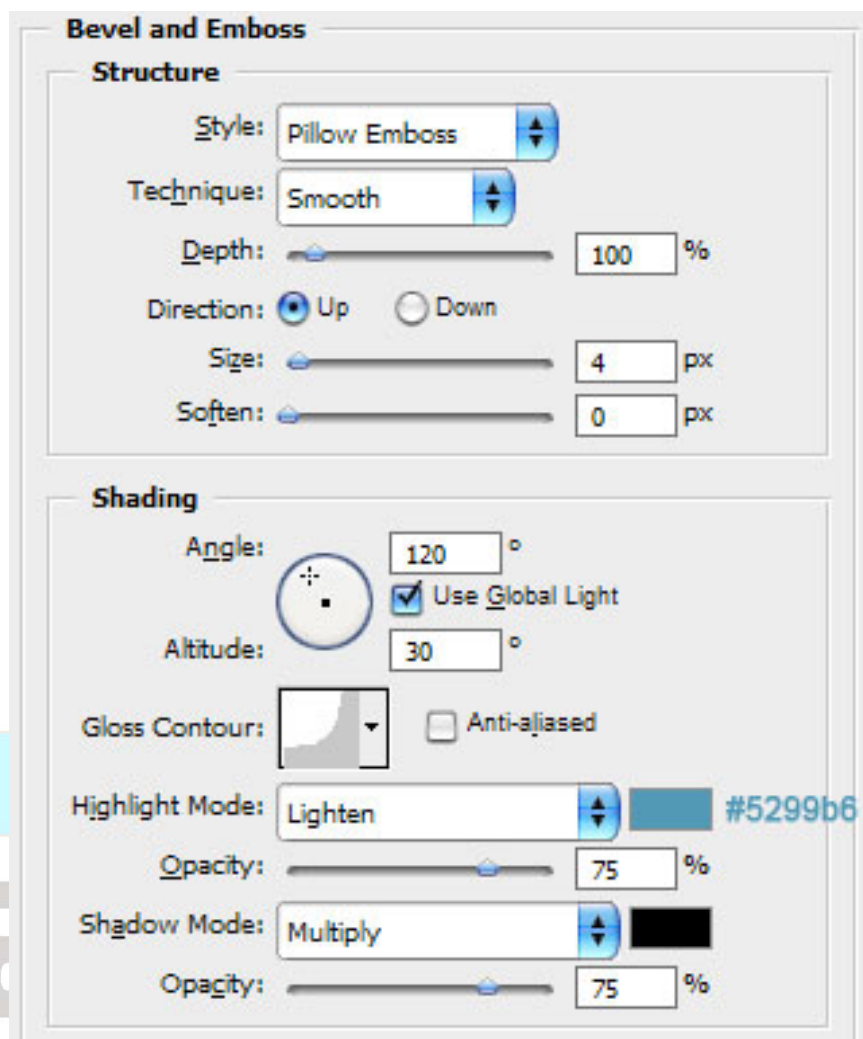 Bevel and Emboss
Structure
Style: Pillow Emboss
Technique: Smooth
Depth: 100 %
Direction: Up Down
Size: 4 px
Soften: 0 px
Shading
Angle: 120 °
Use Global Light
Altitude: 30 °
Gloss Contour: Anti-aliased
Highlight Mode: Lighten #5299b6
Opacity: 75 %
Shadow Mode: Multiply
Opacity: 75 %